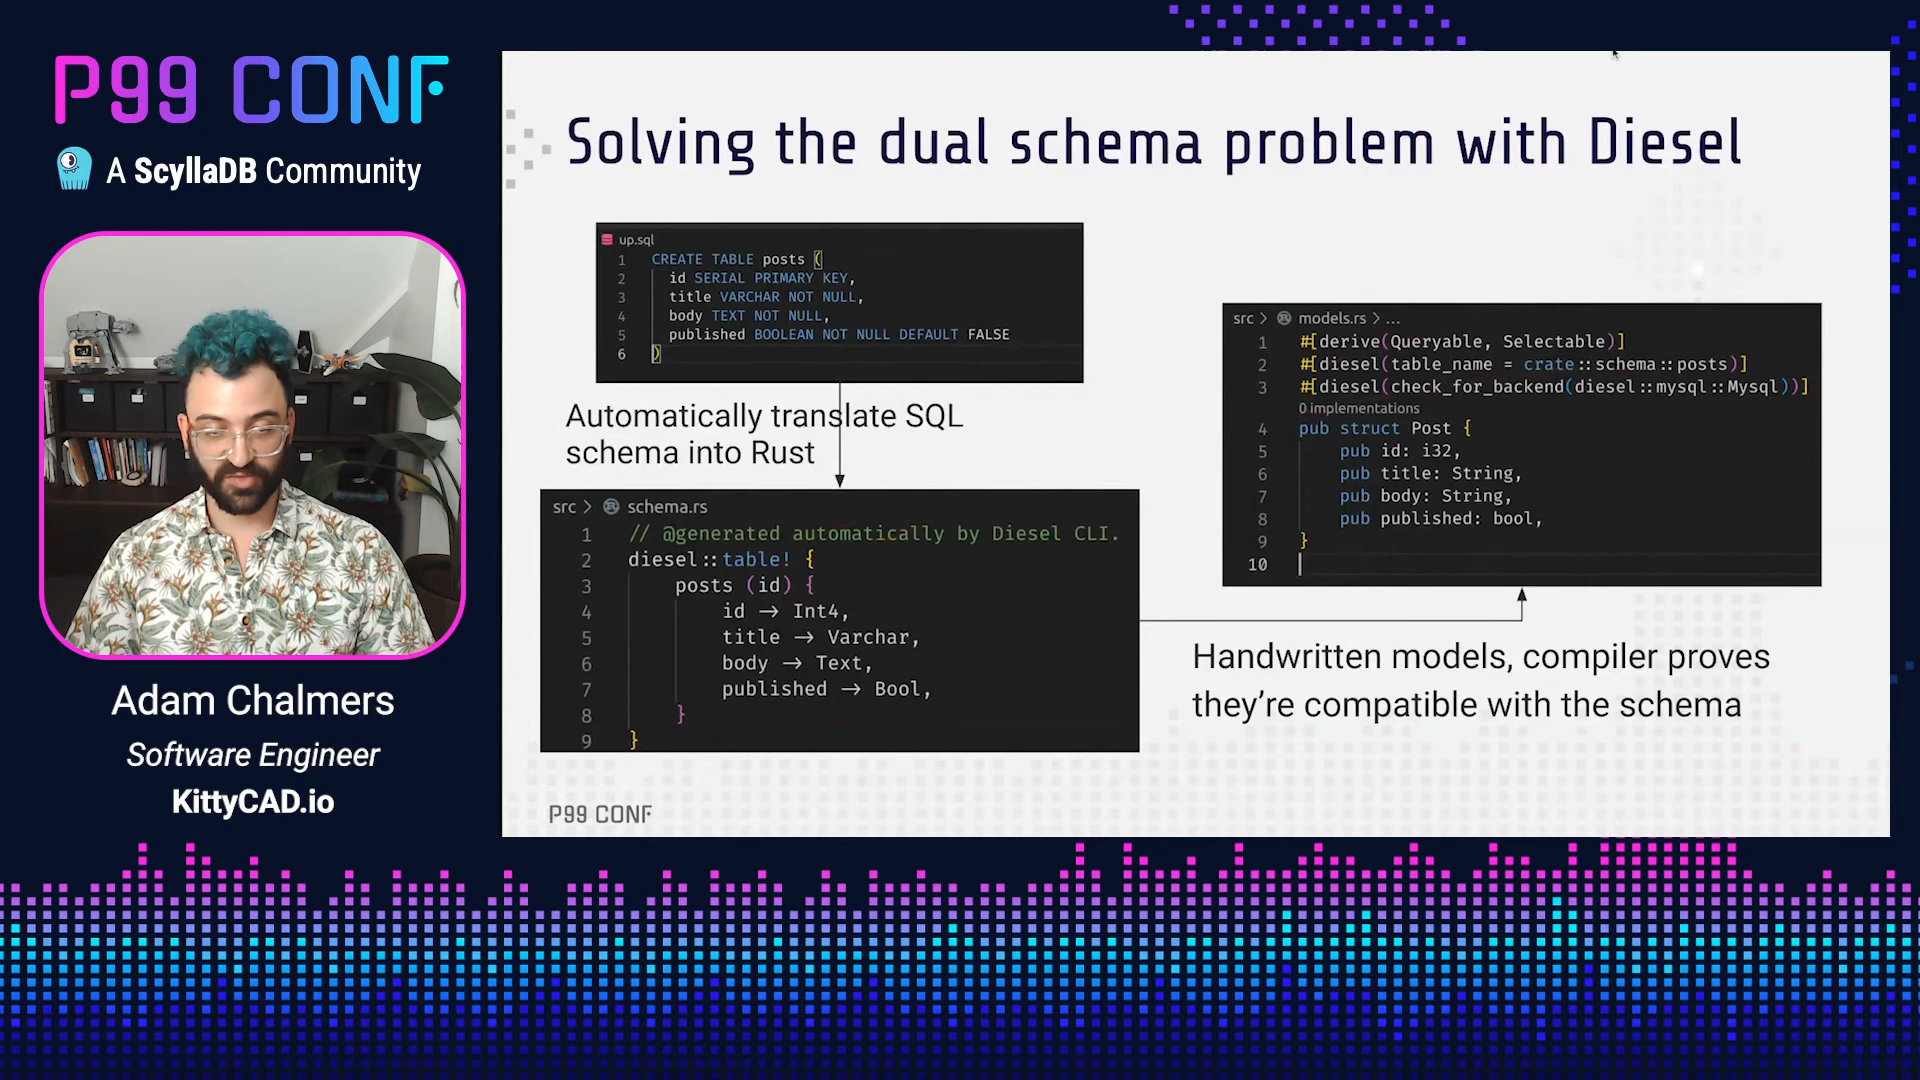 P99 CONF
A ScyllaDB Community
Adam Chalmers
Software Engineer
KittyCAD.io
Solving the dual schema problem with Diesel
up.sql
1 CREATE TABLE posts (
2 id SERIAL PRIMARY KEY,
3 title VARCHAR NOT NULL,
4 body TEXT NOT NULL,
5 published BOOLEAN NOT NULL DEFAULT FALSE
6 )
Automatically translate SQL
schema into Rust
src > schema.rs
1 // @generated automatically by Diesel CLI.
2 diesel::table! {
3 posts (id) {
4 id → Int4,
5 title → Varchar,
6 body → Text,
7 published → Bool,
8 }
9 }
src > models.rs > ...
1 #[derive(Queryable, Selectable)]
2 #[diesel(table_name = crate::schema::posts)]
3 #[diesel(check_for_backend(diesel::mysql::Mysql))]
0 implementations
4 pub struct Post {
5 pub id: i32,
6 pub title: String,
7 pub body: String,
8 pub published: bool,
9 }
10
Handwritten models, compiler proves
they're compatible with the schema
P99 CONF